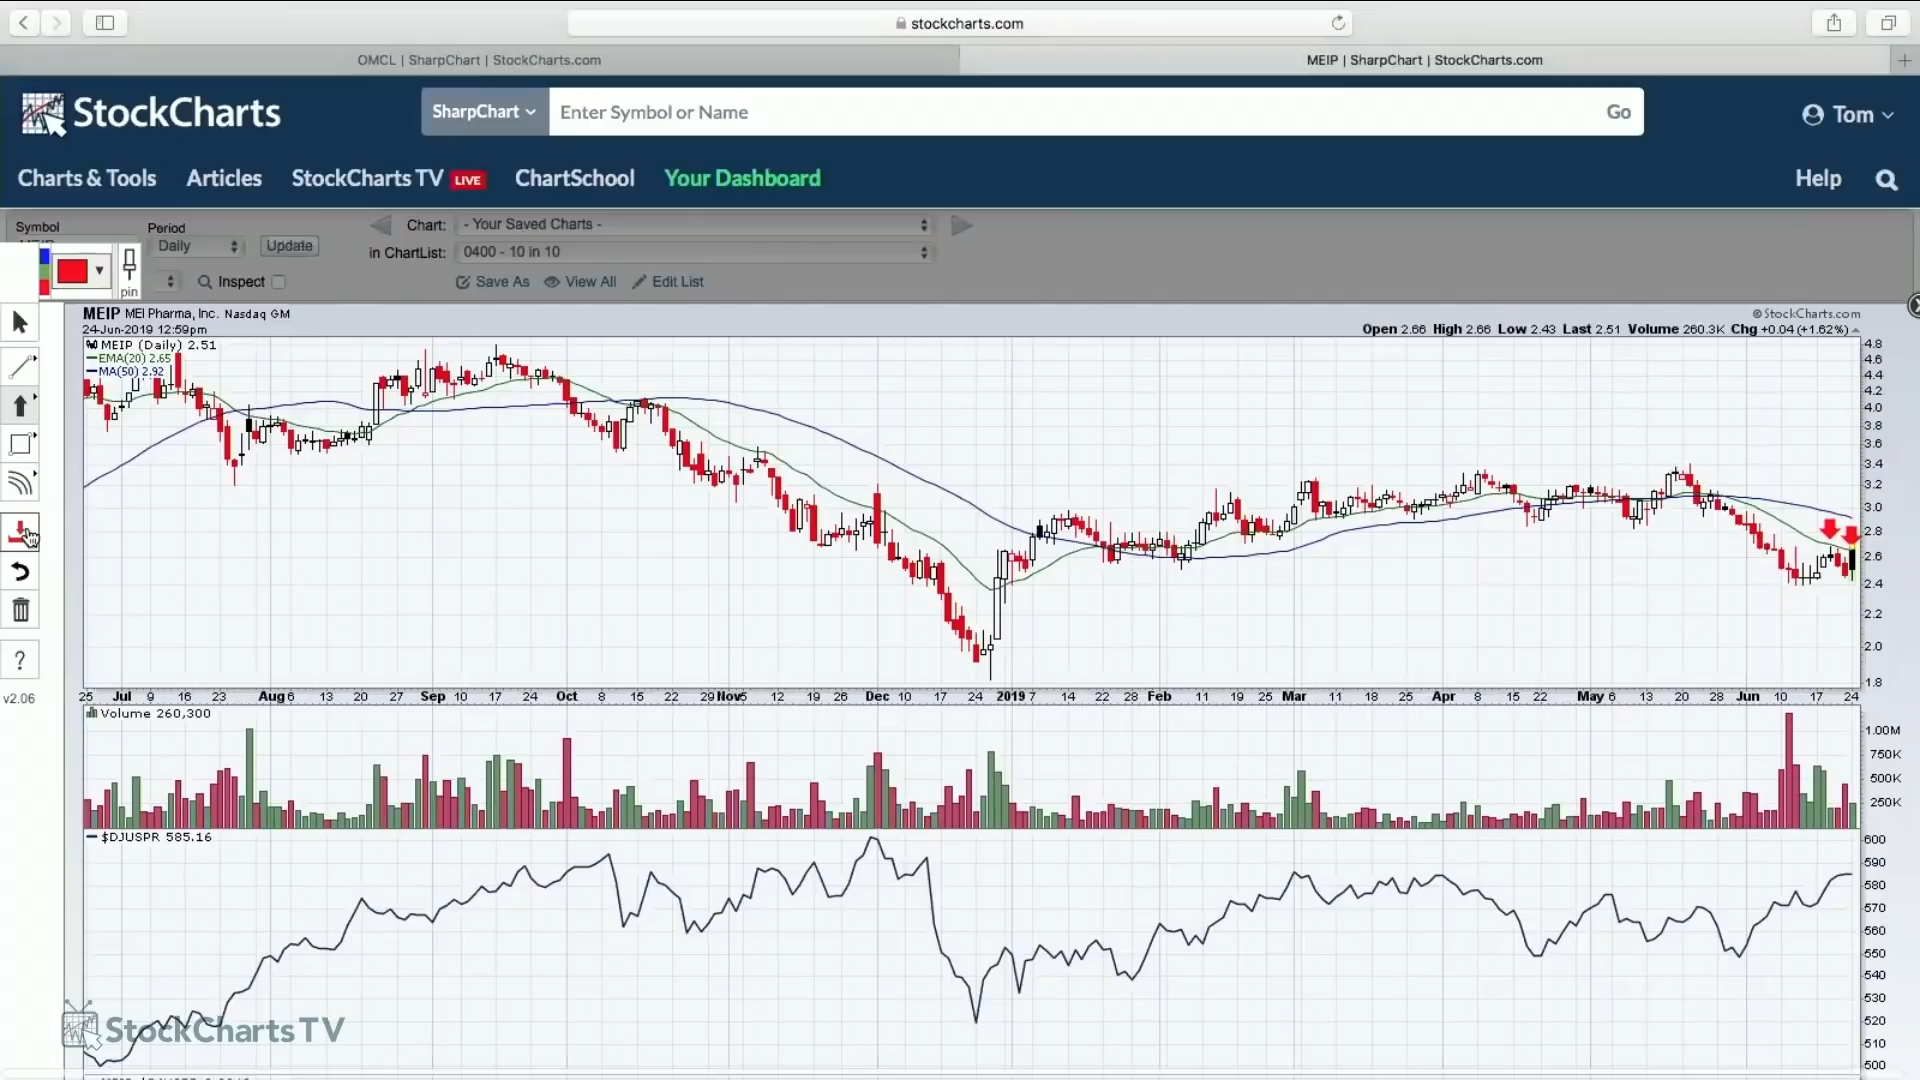 stockcharts.com
OMCL | SharpChart | StockCharts.com
MEIP | SharpChart | StockCharts.com
StockCharts
SharpChart
Enter Symbol or Name
Go
Tom
Charts & Tools
Articles
StockCharts TV LIVE
ChartSchool
Your Dashboard
Help
Symbol
Period
Chart:
- Your Saved Charts -
Daily
Update
in ChartList:
0400 - 10 in 10
Inspect
Save As
View All
Edit List
pin
MEIP MEI Pharma, Inc. Nasdaq GM
© StockCharts.com
24-Jun-2019 12:59pm
Open 2.66 High 2.66 Low 2.43 Last 2.51 Volume 260.3K Chg +0.04 (+1.62%)
MEIP (Daily) 2.51
EMA(20) 2.65
MA(50) 2.92
4.8
4.6
4.4
4.2
4.0
3.8
3.6
3.4
3.2
3.0
2.8
2.6
2.4
2.2
2.0
1.8
?
v2.06
25 Jul 9 16 23 Aug 6 13 20 27 Sep 10 17 24 Oct 8 15 22 29 Nov 5 12 19 26 Dec 10 17 24 2019 7 14 22 28 Feb 11 19 25 Mar 11 18 25 Apr 8 15 22 May 6 13 20 28 Jun 10 17 24
Volume 260,300
1.00M
750K
500K
250K
$DJUSPR 585.16
600
590
580
570
560
550
540
530
520
510
500
StockCharts TV